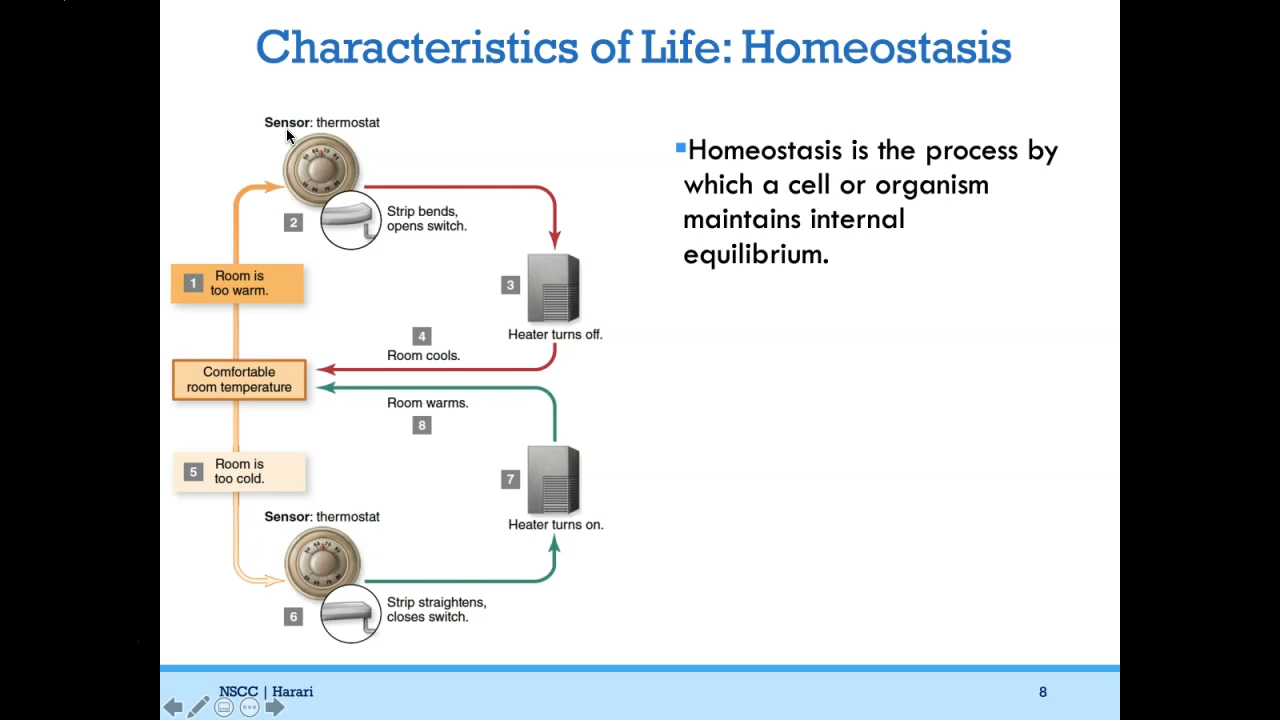 Characteristics of Life: Homeostasis
Sensor: thermostat
2
Strip bends,
opens switch.
1
Room is
too warm.
3
Heater turns off.
4
Room cools.
Comfortable
room temperature
Room warms.
8
5
Room is
too cold.
7
Heater turns on.
Sensor: thermostat
6
Strip straightens,
closes switch.
Homeostasis is the process by
which a cell or organism
maintains internal
equilibrium.
NSCC | Harari
8